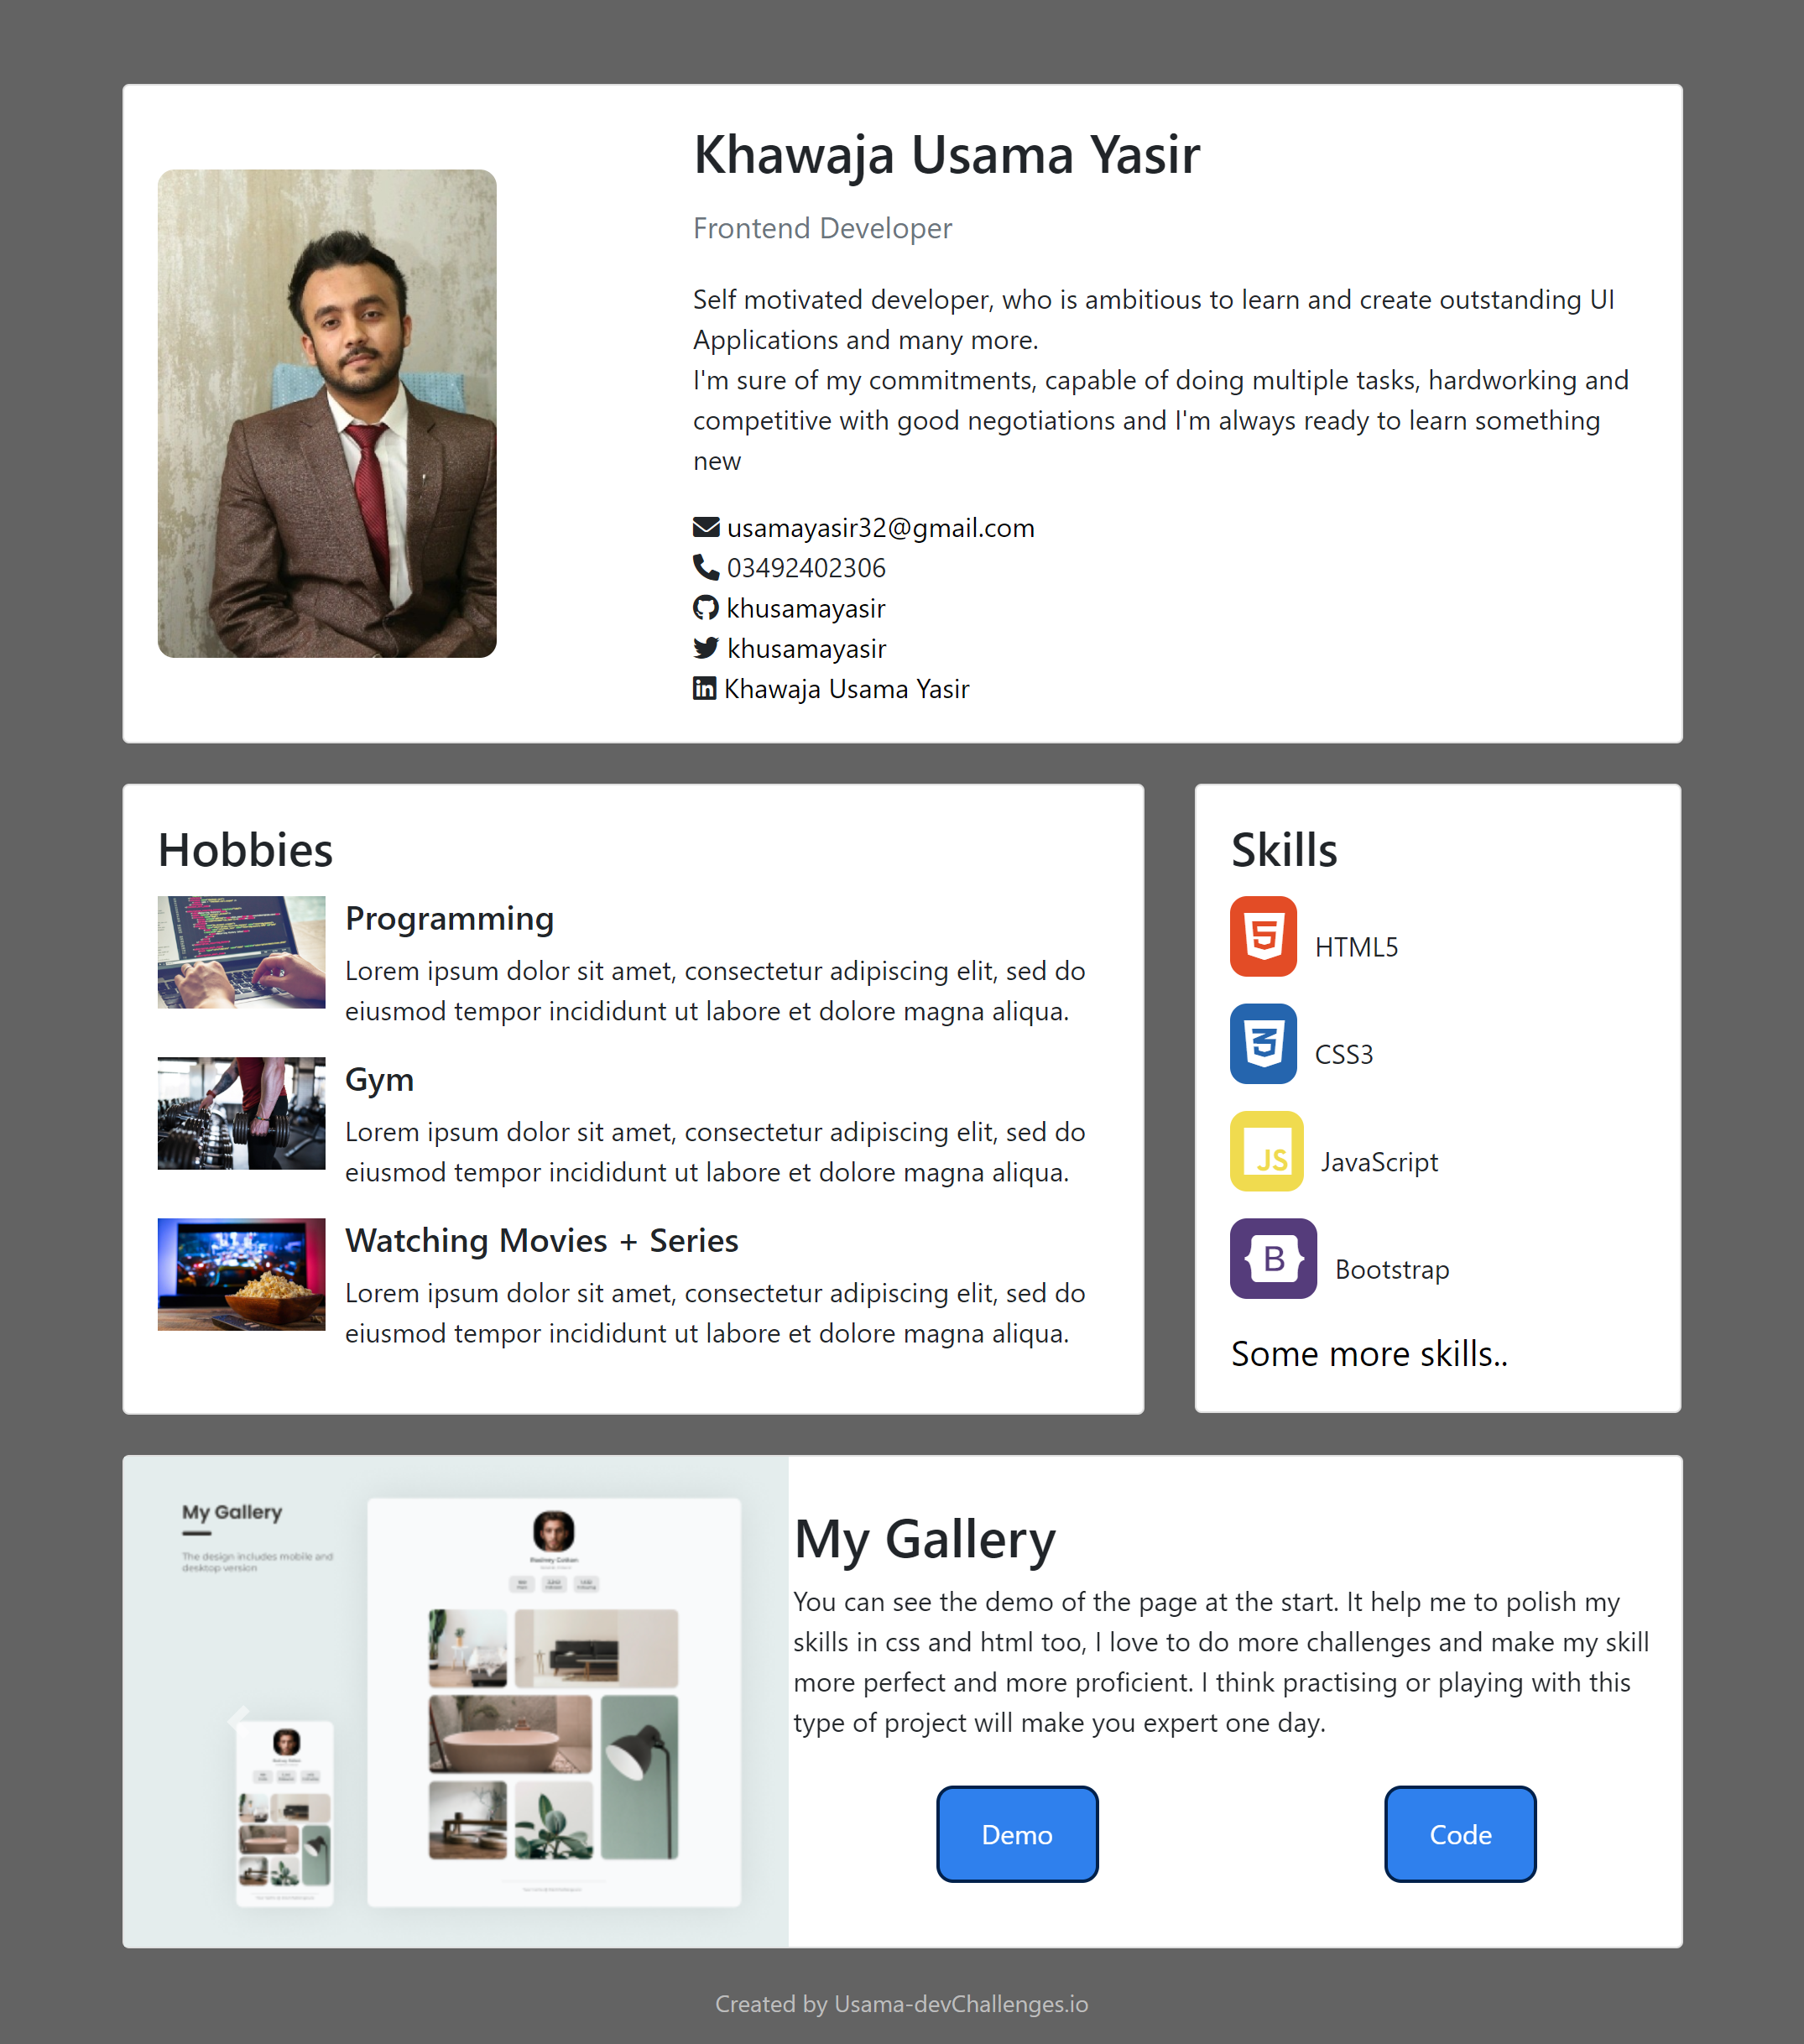 Khawaja Usama Yasir
Frontend Developer
Self motivated developer, who is ambitious to learn and create outstanding UI
Applications and many more.
I'm sure of my commitments, capable of doing multiple tasks, hardworking and
competitive with good negotiations and I'm always ready to learn something
new
usamayasir32@gmail.com
03492402306
khusamayasir
khusamayasir
in Khawaja Usama Yasir
Hobbies
Programming
Lorem ipsum dolor sit amet, consectetur adipiscing elit, sed do
eiusmod tempor incididunt ut labore et dolore magna aliqua.
Gym
Lorem ipsum dolor sit amet, consectetur adipiscing elit, sed do
eiusmod tempor incididunt ut labore et dolore magna aliqua.
Watching Movies + Series
Lorem ipsum dolor sit amet, consectetur adipiscing elit, sed do
eiusmod tempor incididunt ut labore et dolore magna aliqua.
Skills
5 HTML5
3 CSS3
JS JavaScript
B Bootstrap
Some more skills..
My Gallery
The design includes mobile and
desktop version
My Gallery
You can see the demo of the page at the start. It help me to polish my
skills in css and html too, I love to do more challenges and make my skill
more perfect and more proficient. I think practising or playing with this
type of project will make you expert one day.
Demo
Code
Created by Usama-devChallenges.io